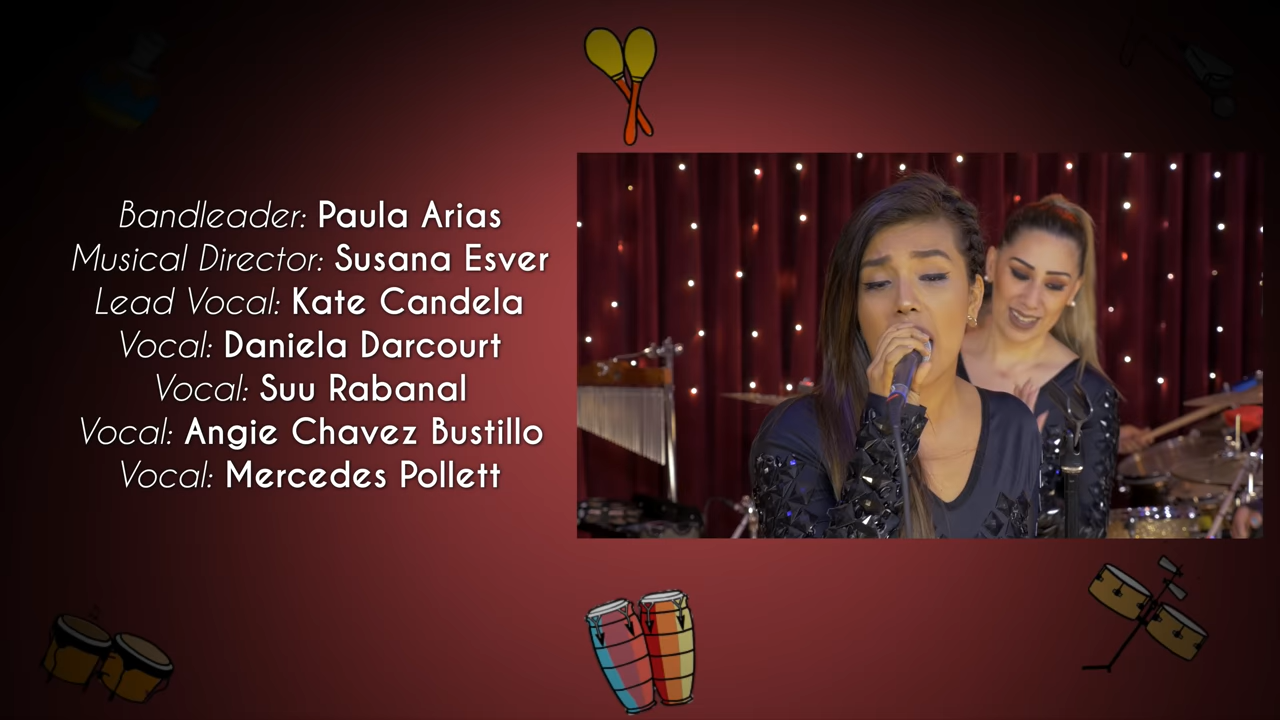 Bandleader: Paula Arias
Musical Director: Susana Esver
Lead Vocal: Kate Candela
Vocal: Daniela Darcourt
Vocal: Suu Rabanal
Vocal: Angie Chavez Bustillo
Vocal: Mercedes Pollett